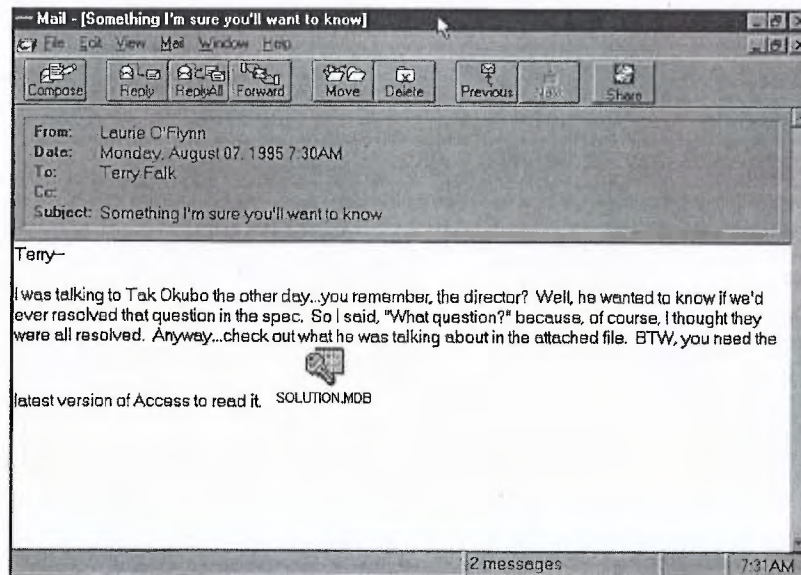 Mail - [Something I'm sure you'll want to know]
File Edit View Mail Window Help
Compose Reply ReplyAll Forward Move Delete Previous Next Share
From: Laurie O'Flynn
Date: Monday, August 07, 1995 7:30AM
To: Terry Falk
Cc:
Subject: Something I'm sure you'll want to know
Terry--
I was talking to Tak Okubo the other day...you remember, the director? Well, he wanted to know if we'd
ever resolved that question in the spec. So I said, "What question?" because, of course, I thought they
were all resolved. Anyway...check out what he was talking about in the attached file. BTW, you need the
latest version of Access to read it. SOLUTION.MDB
2 messages 7:31AM